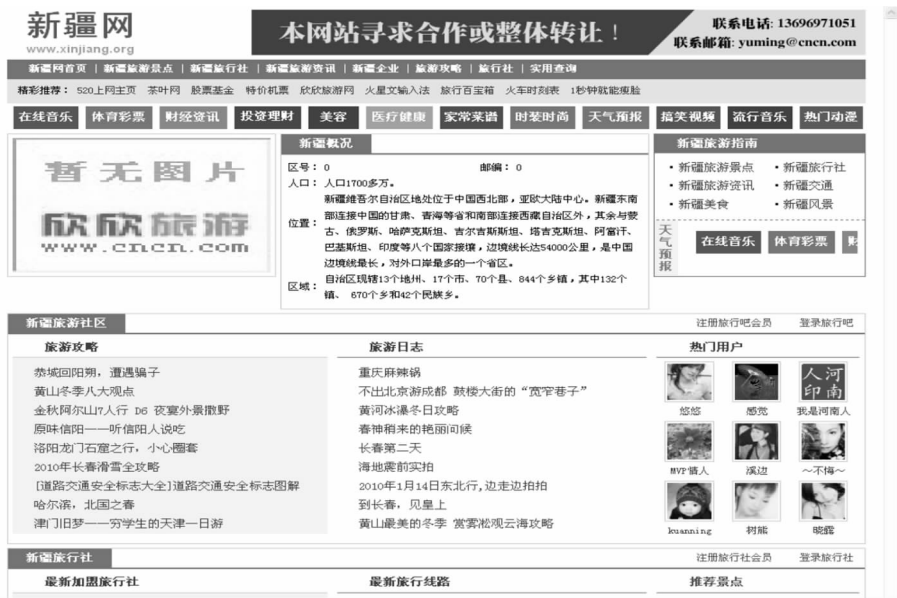 新疆网
www.xinjiang.org
本网站寻求合作或整体转让！
联系电话: 13696971051
联系邮箱: yuming@cncn.com
新疆网首页 | 新疆旅游景点 | 新疆旅行社 | 新疆旅游资讯 | 新疆企业 | 旅游攻略 | 旅行社 | 实用查询
精彩推荐： 520上网主页 茶叶网 股票基金 特价机票 欣欣旅游网 火星文输入法 旅行百宝箱 火车时刻表 1秒钟就能瘦脸
在线音乐 体育彩票 财经资讯 投资理财 美容 医疗健康 家常菜谱 时装时尚 天气预报 搞笑视频 流行音乐 热门动漫
暂无图片
欣欣旅游
www.cncn.com
新疆概况
区号： 0 邮编： 0
人口： 人口1700多万。
位置：
新疆维吾尔自治区地处位于中国西北部，亚欧大陆中心。新疆东南
部连接中国的甘肃、青海等省和南部连接西藏自治区外，其余与蒙
古、俄罗斯、哈萨克斯坦、吉尔吉斯斯坦、塔吉克斯坦、阿富汗、
巴基斯坦、印度等八个国家接壤，边境线长达54000公里，是中国
边境线最长，对外口岸最多的一个省区。
区域：
自治区现辖13个地州、17个市、70个县、844个乡镇，其中132个
镇、 670个乡和42个民族乡。
新疆旅游指南
·新疆旅游景点 ·新疆旅行社
·新疆旅游资讯 ·新疆交通
·新疆美食 ·新疆风景
天气预报
在线音乐 体育彩票
新疆旅游社区
注册旅行吧会员 登录旅行吧
旅游攻略
恭城回阳朔，遭遇骗子
黄山冬季八大观点
金秋阿尔山7人行 D6 夜宴外景撒野
原味信阳——听信阳人说吃
洛阳龙门石窟之行，小心圈套
2010年长春滑雪全攻略
[道路交通安全标志大全]道路交通安全标志图解
哈尔滨，北国之春
津门旧梦——穷学生的天津一日游
旅游日志
重庆麻辣锅
不出北京游成都 鼓楼大街的“宽窄巷子”
黄河冰瀑冬日攻略
春神稍来的艳丽问候
长春第二天
海地震前实拍
2010年1月14日东北行,边走边拍拍
到长春，见皇上
黄山最美的冬季 赏雾凇观云海攻略
热门用户
人河
印南
悠悠 感觉 我是河南人
MVP情人 溪边 ～不悔～
kuanning 树熊 晓露
新疆旅行社
注册旅行社会员 登录旅行社
最新加盟旅行社 最新旅行线路 推荐景点